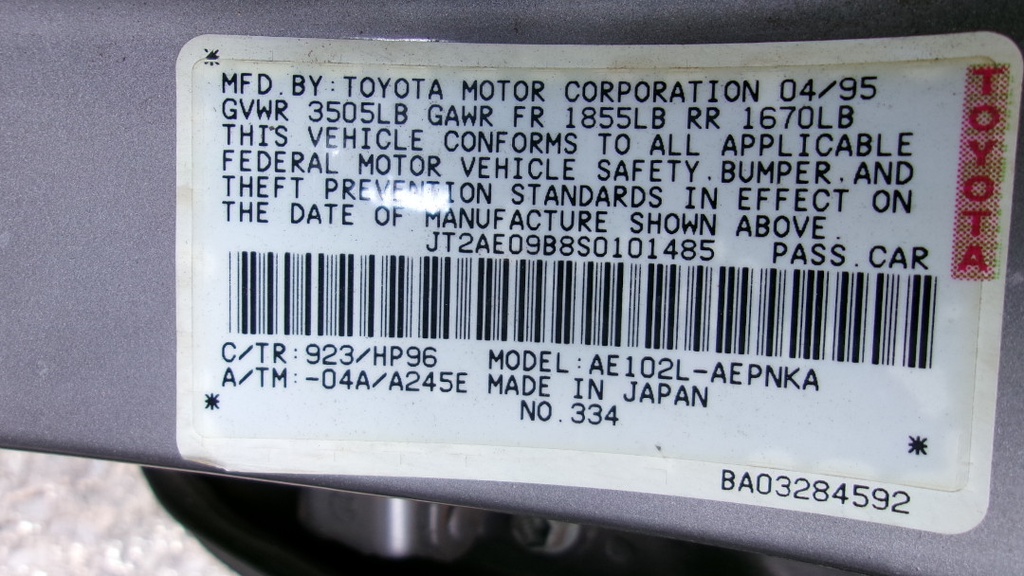 MFD. BY: TOYOTA MOTOR CORPORATION 04/95
GVWR 3505LB GAWR FR 1855LB RR 1670LB
THIS VEHICLE CONFORMS TO ALL APPLICABLE
FEDERAL MOTOR VEHICLE SAFETY. BUMPER. AND
THEFT PREVENTION STANDARDS IN EFFECT ON
THE DATE OF MANUFACTURE SHOWN ABOVE.
JT2AE09B8S0101485 PASS. CAR
C/TR: 923/HP96 MODEL: AE102L-AEPNKA
A/TM: -04A/A245E MADE IN JAPAN
NO. 334
BA03284592
TOYOTA